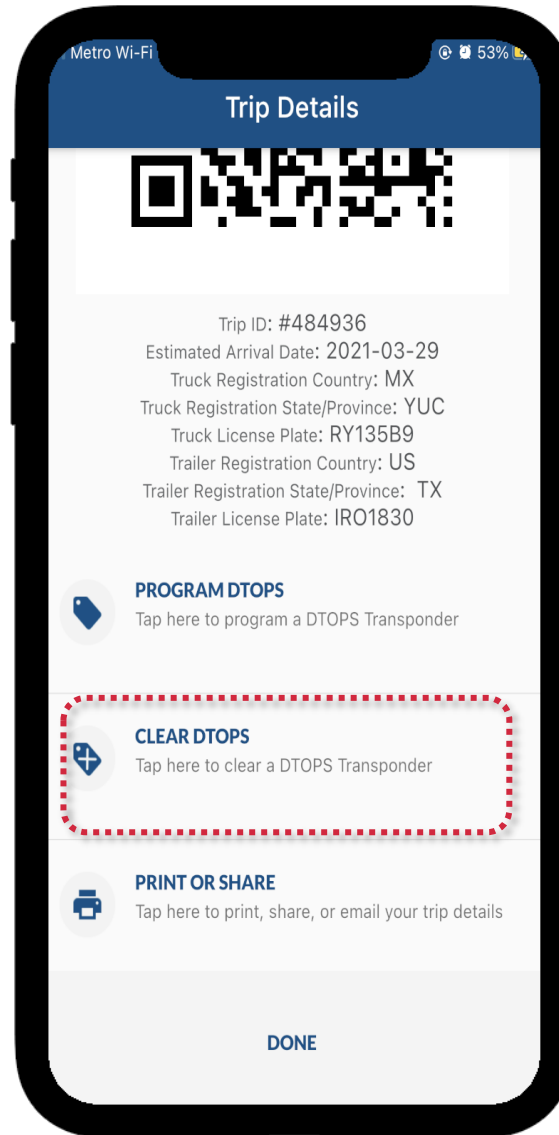 Metro Wi-Fi 53%
Trip Details
Trip ID: #484936
Estimated Arrival Date: 2021-03-29
Truck Registration Country: MX
Truck Registration State/Province: YUC
Truck License Plate: RY135B9
Trailer Registration Country: US
Trailer Registration State/Province: TX
Trailer License Plate: IRO1830
PROGRAM DTOPS
Tap here to program a DTOPS Transponder
CLEAR DTOPS
Tap here to clear a DTOPS Transponder
PRINT OR SHARE
Tap here to print, share, or email your trip details
DONE